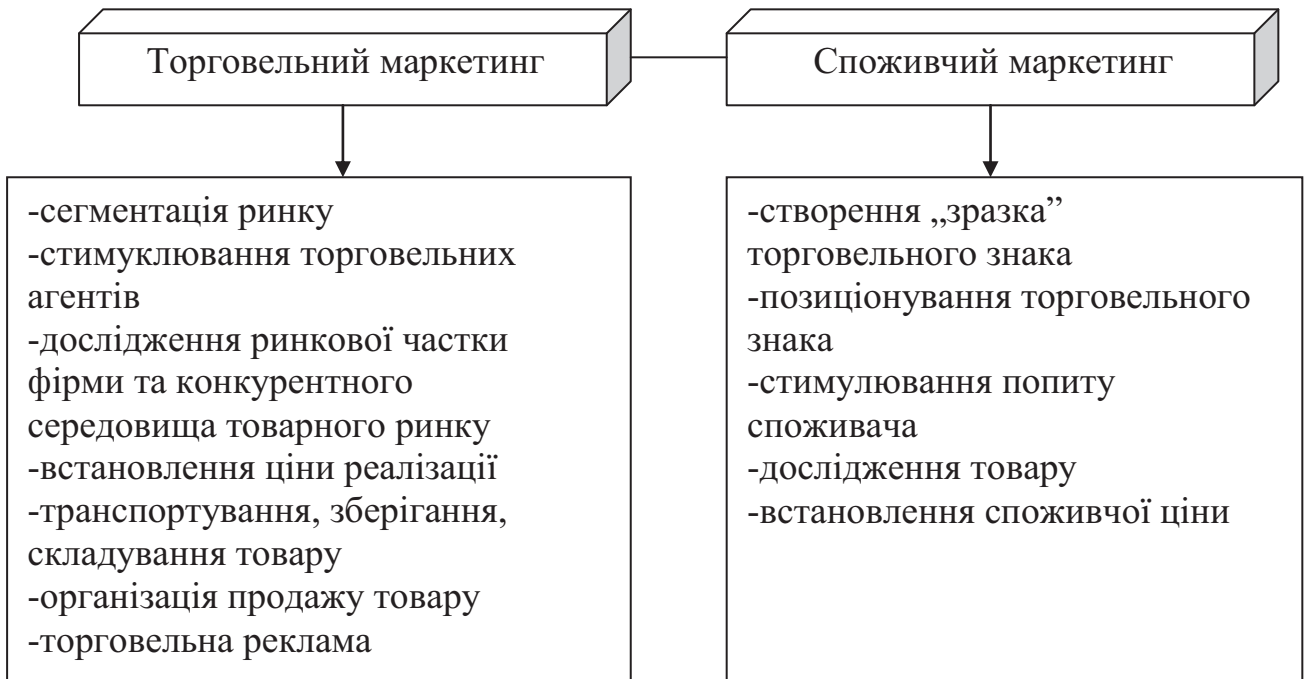 Торговельний маркетинг
Споживчий маркетинг
-сегментація ринку
-стимуклювання торговельних
агентів
-дослідження ринкової частки
фірми та конкурентного
середовища товарного ринку
-встановлення ціни реалізації
-транспортування, зберігання,
складування товару
-організація продажу товару
-торговельна реклама
-створення „зразка”
торговельного знака
-позиціонування торговельного
знака
-стимулювання попиту
споживача
-дослідження товару
-встановлення споживчої ціни